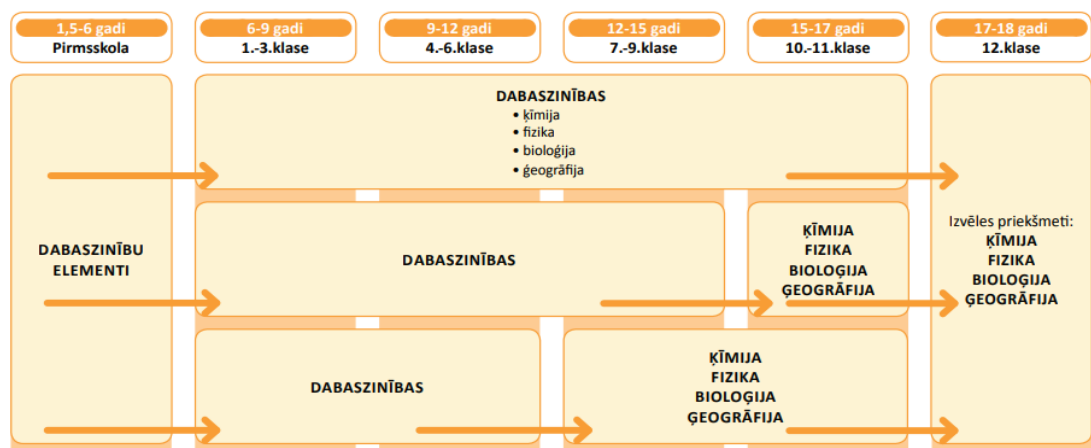 1,5-6 gadi
Pirmsskola
6-9 gadi
1.-3.klase
9-12 gadi
4.-6.klase
12-15 gadi
7.-9.klase
15-17 gadi
10.-11.klase
17-18 gadi
12.klase
DABASZINĪBU
ELEMENTI
DABASZINĪBAS
• ķīmija
• fizika
• bioloģija
• ģeogrāfija
DABASZINĪBAS
ĶĪMIJA
FIZIKA
BIOLOĢIJA
ĢEOGRĀFIJA
DABASZINĪBAS
ĶĪMIJA
FIZIKA
BIOLOĢIJA
ĢEOGRĀFIJA
Izvēles priekšmeti:
ĶĪMIJA
FIZIKA
BIOLOĢIJA
ĢEOGRĀFIJA